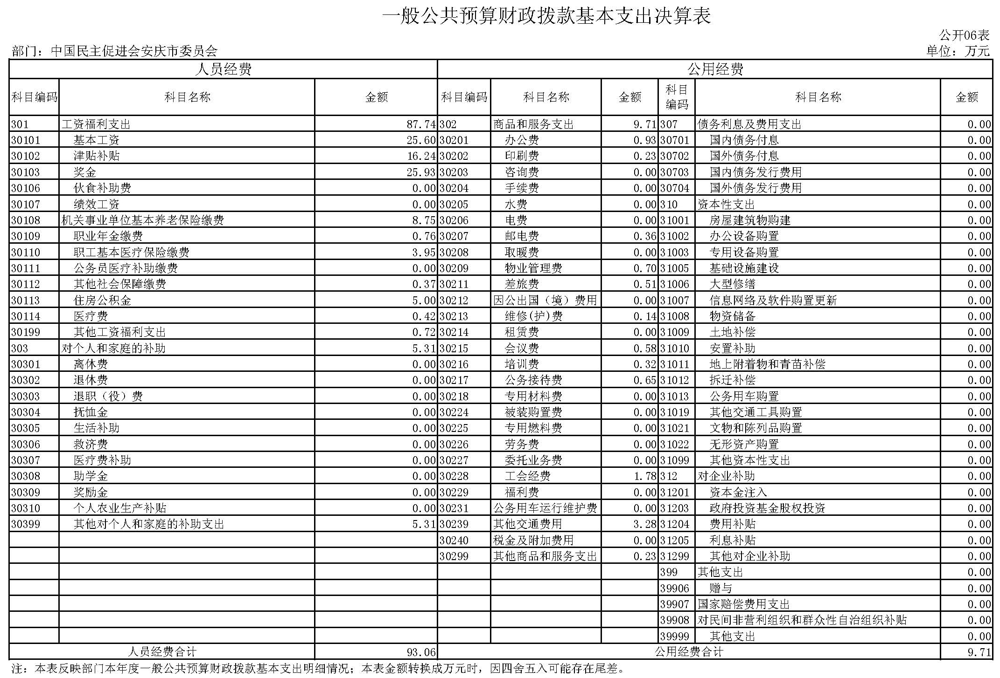 一般公共预算财政拨款基本支出决算表
公开06表
部门：中国民主促进会安庆市委员会 单位：万元
人员经费 公用经费
科目编码 科目名称 金额 科目编码 科目名称 金额 科目编码 科目名称 金额
301 工资福利支出 87.74 302 商品和服务支出 9.71 307 债务利息及费用支出 0.00
30101 基本工资 25.60 30201 办公费 0.93 30701 国内债务付息 0.00
30102 津贴补贴 16.24 30202 印刷费 0.23 30702 国外债务付息 0.00
30103 奖金 25.93 30203 咨询费 0.00 30703 国内债务发行费用 0.00
30106 伙食补助费 0.00 30204 手续费 0.00 30704 国外债务发行费用 0.00
30107 绩效工资 0.00 30205 水费 0.00 310 资本性支出 0.00
30108 机关事业单位基本养老保险缴费 8.75 30206 电费 0.00 31001 房屋建筑物购建 0.00
30109 职业年金缴费 0.76 30207 邮电费 0.36 31002 办公设备购置 0.00
30110 职工基本医疗保险缴费 3.95 30208 取暖费 0.00 31003 专用设备购置 0.00
30111 公务员医疗补助缴费 0.00 30209 物业管理费 0.70 31005 基础设施建设 0.00
30112 其他社会保障缴费 0.37 30211 差旅费 0.51 31006 大型修缮 0.00
30113 住房公积金 5.00 30212 因公出国（境）费用 0.00 31007 信息网络及软件购置更新 0.00
30114 医疗费 0.42 30213 维修(护)费 0.14 31008 物资储备 0.00
30199 其他工资福利支出 0.72 30214 租赁费 0.00 31009 土地补偿 0.00
303 对个人和家庭的补助 5.31 30215 会议费 0.58 31010 安置补助 0.00
30301 离休费 0.00 30216 培训费 0.32 31011 地上附着物和青苗补偿 0.00
30302 退休费 0.00 30217 公务接待费 0.65 31012 拆迁补偿 0.00
30303 退职（役）费 0.00 30218 专用材料费 0.00 31013 公务用车购置 0.00
30304 抚恤金 0.00 30224 被装购置费 0.00 31019 其他交通工具购置 0.00
30305 生活补助 0.00 30225 专用燃料费 0.00 31021 文物和陈列品购置 0.00
30306 救济费 0.00 30226 劳务费 0.00 31022 无形资产购置 0.00
30307 医疗费补助 0.00 30227 委托业务费 0.00 31099 其他资本性支出 0.00
30308 助学金 0.00 30228 工会经费 1.78 312 对企业补助 0.00
30309 奖励金 0.00 30229 福利费 0.00 31201 资本金注入 0.00
30310 个人农业生产补贴 0.00 30231 公务用车运行维护费 0.00 31203 政府投资基金股权投资 0.00
30399 其他对个人和家庭的补助支出 5.31 30239 其他交通费用 3.28 31204 费用补贴 0.00
30240 税金及附加费用 0.00 31205 利息补贴 0.00
30299 其他商品和服务支出 0.23 31299 其他对企业补助 0.00
399 其他支出 0.00
39906 赠与 0.00
39907 国家赔偿费用支出 0.00
39908 对民间非营利组织和群众性自治组织补贴 0.00
39999 其他支出 0.00
人员经费合计 93.06 公用经费合计 9.71
注：本表反映部门本年度一般公共预算财政拨款基本支出明细情况；本表金额转换成万元时，因四舍五入可能存在尾差。